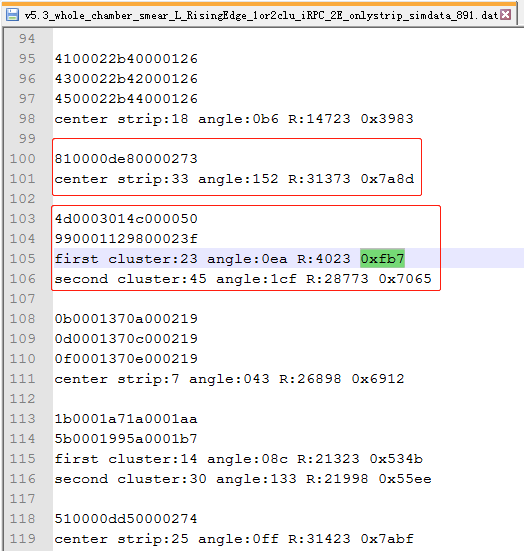 v5.3_whole_chamber_smear_L_RisingEdge_1or2clu_iRPC_2E_onlystrip_simdata_891.dat
94
95 4100022b40000126
96 4300022b42000126
97 4500022b44000126
98 center strip:18 angle:0b6 R:14723 0x3983
99
100 810000de80000273
101 center strip:33 angle:152 R:31373 0x7a8d
102
103 4d0003014c000050
104 990001129800023f
105 first cluster:23 angle:0ea R:4023 0xfb7
106 second cluster:45 angle:1cf R:28773 0x7065
107
108 0b0001370a000219
109 0d0001370c000219
110 0f0001370e000219
111 center strip:7 angle:043 R:26898 0x6912
112
113 1b0001a71a0001aa
114 5b0001995a0001b7
115 first cluster:14 angle:08c R:21323 0x534b
116 second cluster:30 angle:133 R:21998 0x55ee
117
118 510000dd50000274
119 center strip:25 angle:0ff R:31423 0x7abf